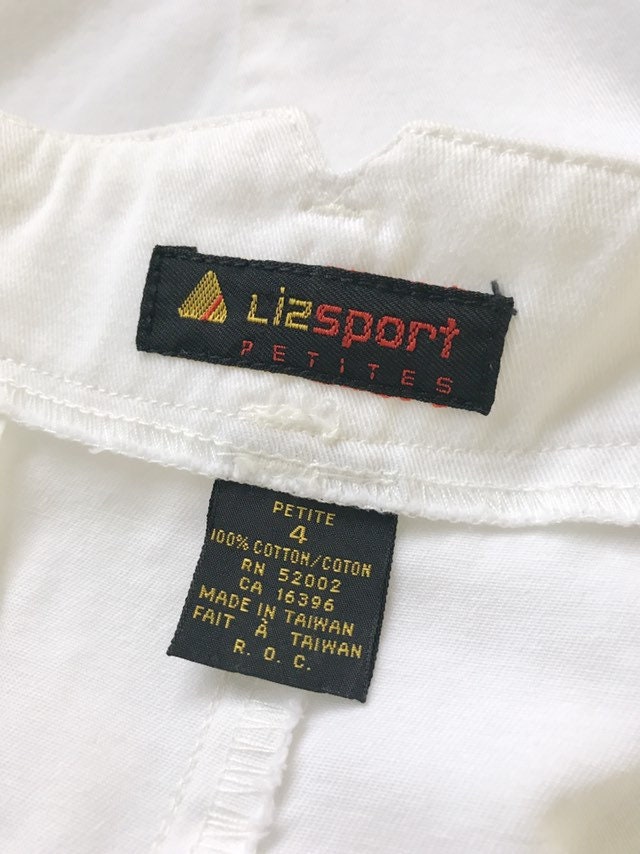 Lizsport
PETITES
PETITE
4
100% COTTON/COTON
RN 52002
CA 16396
MADE IN TAIWAN
FAIT À TAIWAN
R. O. C.